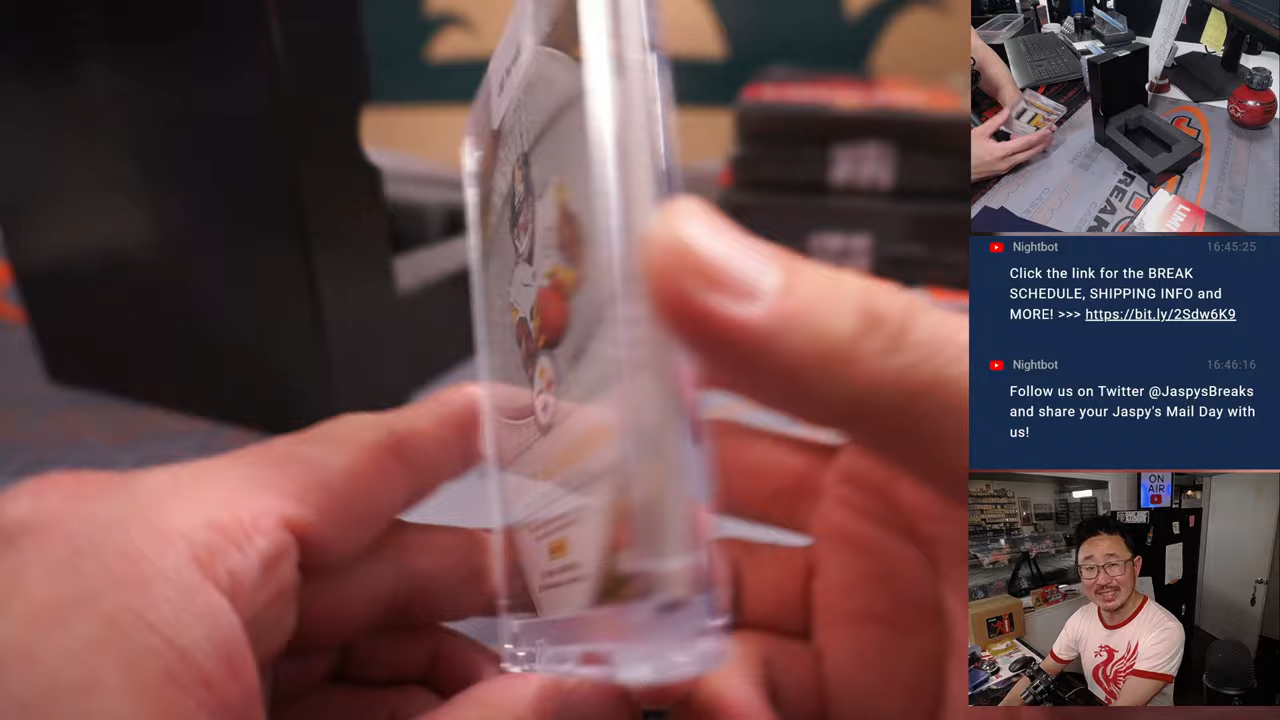 LIMI
BREAK
Nightbot 16:45:25
Click the link for the BREAK
SCHEDULE, SHIPPING INFO and
MORE! >>> https://bit.ly/2Sdw6K9
Nightbot 16:46:16
Follow us on Twitter @JaspysBreaks
and share your Jaspy's Mail Day with
us!
ON
AIR